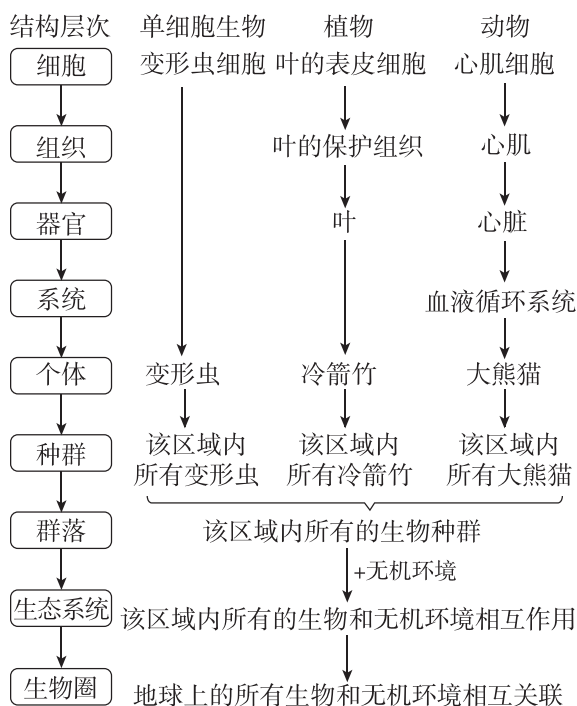 结构层次 单细胞生物 植物 动物
细胞 变形虫细胞 叶的表皮细胞 心肌细胞
组织 叶的保护组织 心肌
器官 叶 心脏
系统 血液循环系统
个体 变形虫 冷箭竹 大熊猫
种群 该区域内 该区域内 该区域内
所有变形虫 所有冷箭竹 所有大熊猫
群落 该区域内所有的生物种群
+无机环境
生态系统 该区域内所有的生物和无机环境相互作用
生物圈 地球上的所有生物和无机环境相互关联